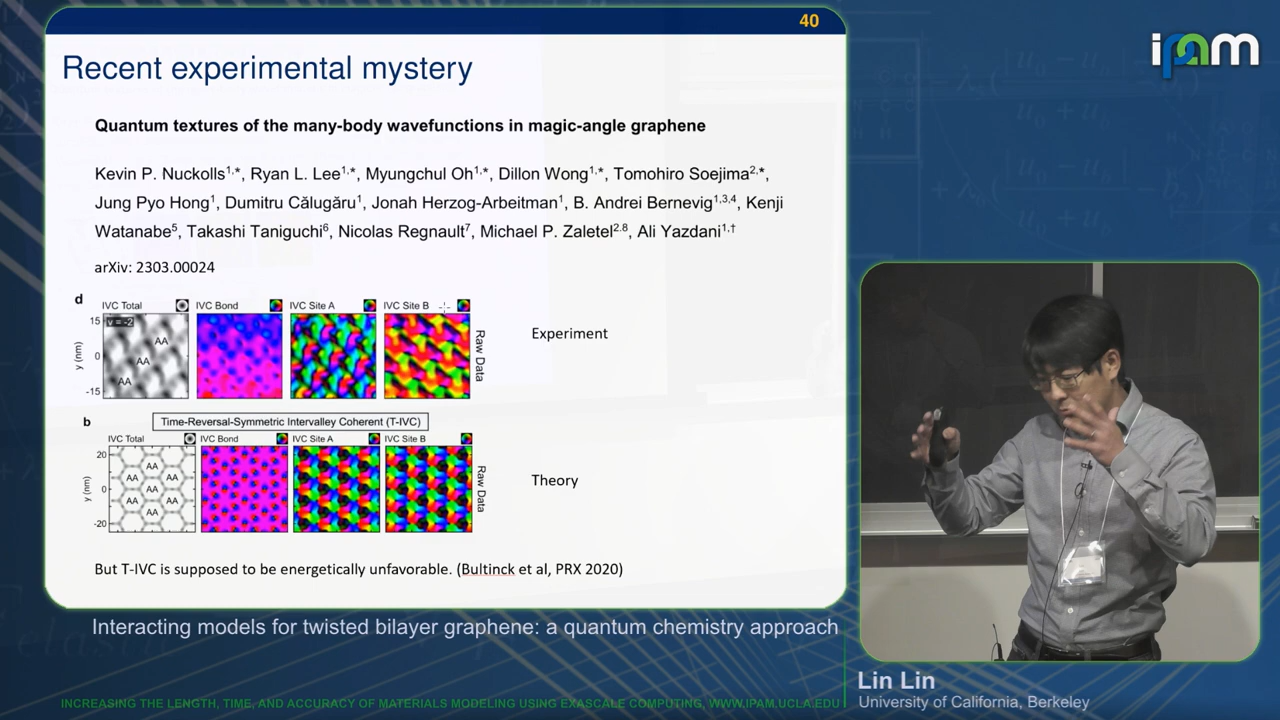 40
ipam
Recent experimental mystery
Quantum textures of the many-body wavefunctions in magic-angle graphene
Kevin P. Nuckolls1,*, Ryan L. Lee1,*, Myungchul Oh1,*, Dillon Wong1,*, Tomohiro Soejima2,*,
Jung Pyo Hong1, Dumitru Călugăru1, Jonah Herzog-Arbeitman1, B. Andrei Bernevig1,3,4, Kenji
Watanabe5, Takashi Taniguchi6, Nicolas Regnault7, Michael P. Zaletel2,8, Ali Yazdani1,†
arXiv: 2303.00024
d
IVC Total IVC Bond IVC Site A IVC Site B
ν = -2
15
0
-15
y (nm)
AA
AA
AA
Raw Data
Experiment
b
Time-Reversal-Symmetric Intervalley Coherent (T-IVC)
IVC Total IVC Bond IVC Site A IVC Site B
20
0
-20
y (nm)
AA
AA AA
AA
AA AA
AA
Raw Data
Theory
But T-IVC is supposed to be energetically unfavorable. (Bultinck et al, PRX 2020)
Interacting models for twisted bilayer graphene: a quantum chemistry approach
Lin Lin
University of California, Berkeley
INCREASING THE LENGTH, TIME, AND ACCURACY OF MATERIALS MODELING USING EXASCALE COMPUTING, WWW.IPAM.UCLA.EDU